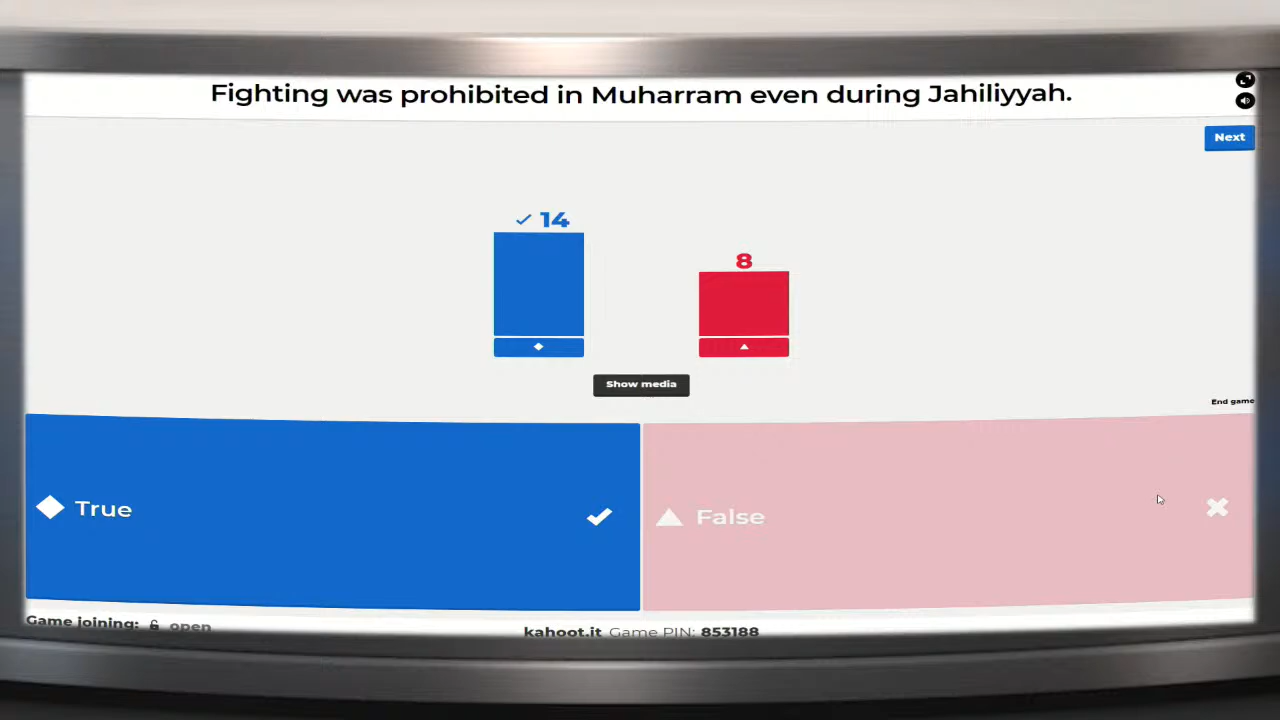 Fighting was prohibited in Muharram even during Jahiliyyah.
Next
14
8
Show media
End game
True
False
Game joining: open
kahoot.it Game PIN: 853188